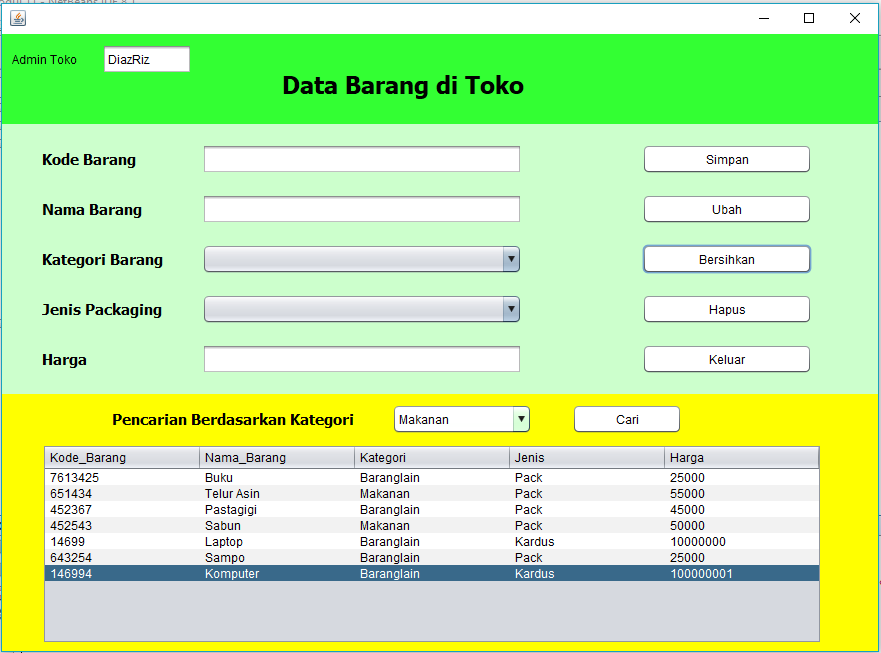 Admin Toko DiazRiz
Data Barang di Toko
Kode Barang Simpan
Nama Barang Ubah
Kategori Barang Bersihkan
Jenis Packaging Hapus
Harga Keluar
Pencarian Berdasarkan Kategori Makanan Cari
Kode_Barang Nama_Barang Kategori Jenis Harga
7613425 Buku Baranglain Pack 25000
651434 Telur Asin Makanan Pack 55000
452367 Pastagigi Baranglain Pack 45000
452543 Sabun Makanan Pack 50000
14699 Laptop Baranglain Kardus 10000000
643254 Sampo Baranglain Pack 25000
146994 Komputer Baranglain Kardus 100000001